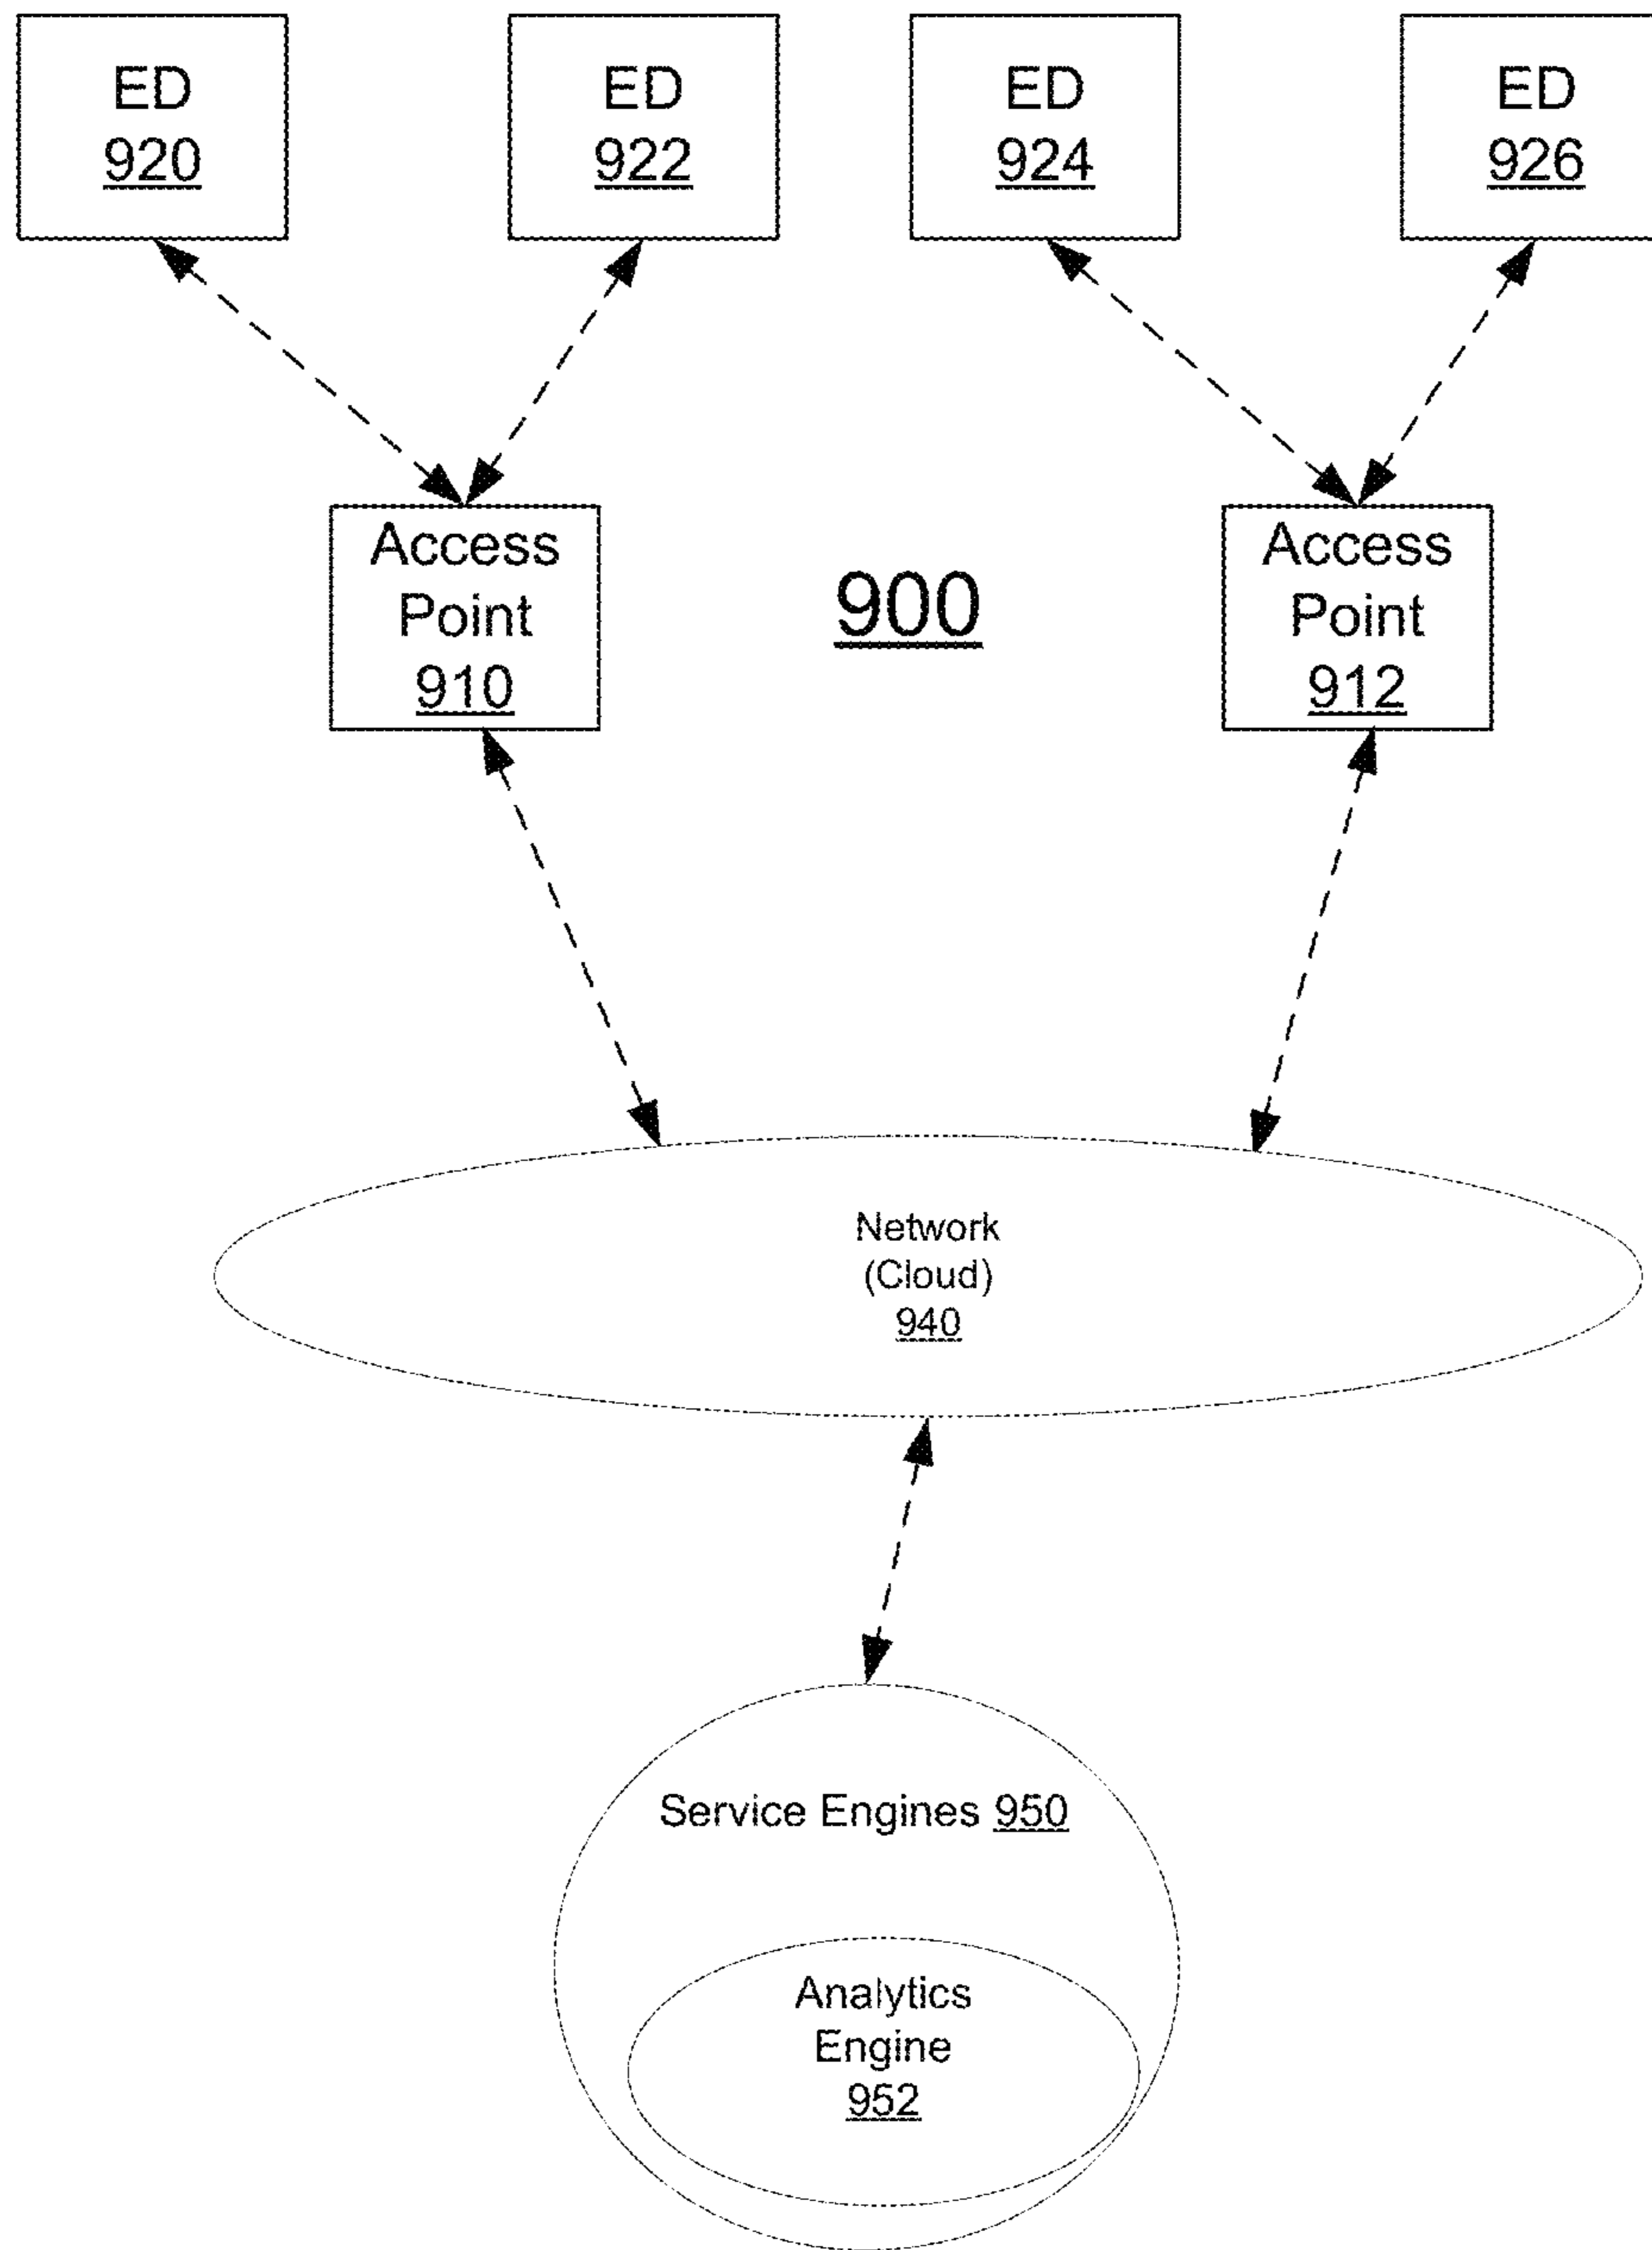 ED
920
ED
922
ED
924
ED
926
Access
Point
910
900
Access
Point
912
Network
(Cloud)
940
Service Engines 950
Analytics
Engine
952